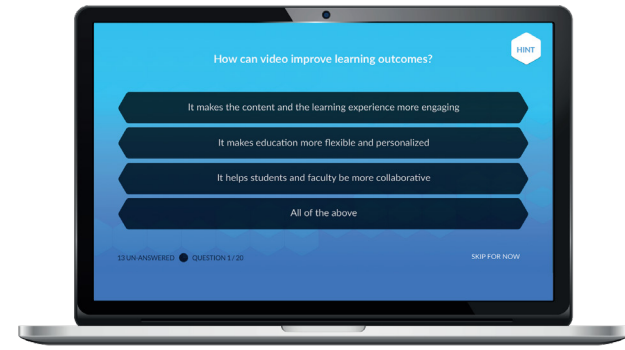 How can video improve learning outcomes?
HINT
It makes the content and the learning experience more engaging
It makes education more flexible and personalized
It helps students and faculty be more collaborative
All of the above
13 UN-ANSWERED QUESTION 1 / 20
SKIP FOR NOW